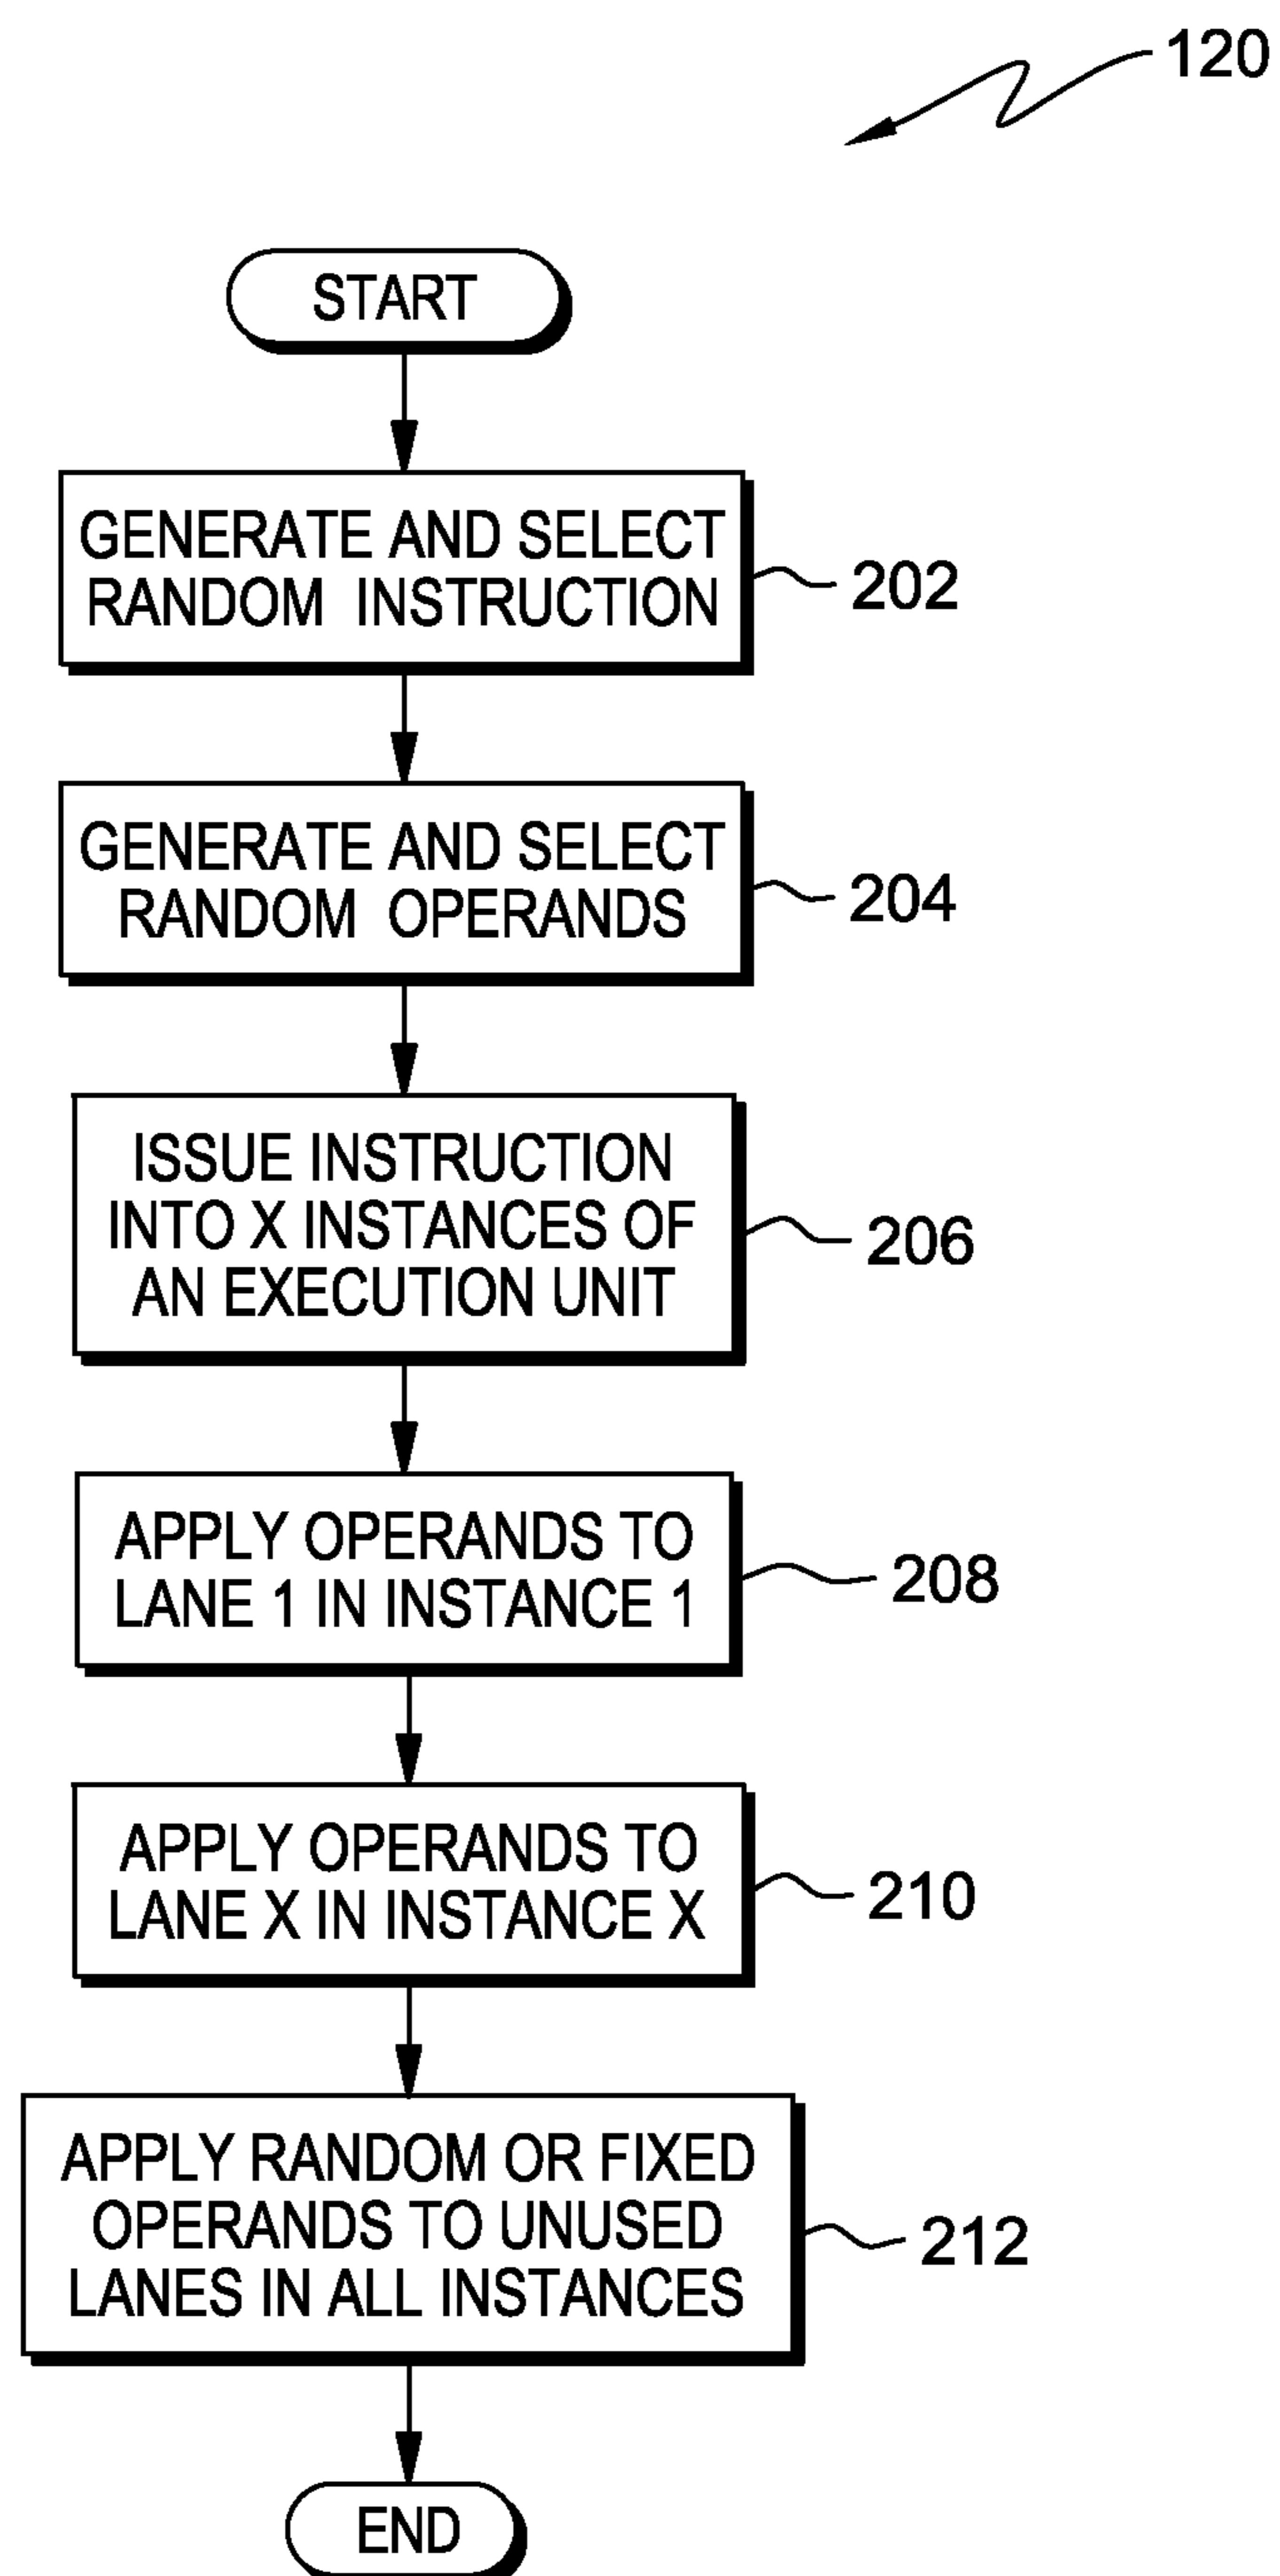 120
START
GENERATE AND SELECT
RANDOM INSTRUCTION
202
GENERATE AND SELECT
RANDOM OPERANDS
204
ISSUE INSTRUCTION
INTO X INSTANCES OF
AN EXECUTION UNIT
206
APPLY OPERANDS TO
LANE 1 IN INSTANCE 1
208
APPLY OPERANDS TO
LANE X IN INSTANCE X
210
APPLY RANDOM OR FIXED
OPERANDS TO UNUSED
LANES IN ALL INSTANCES
212
END